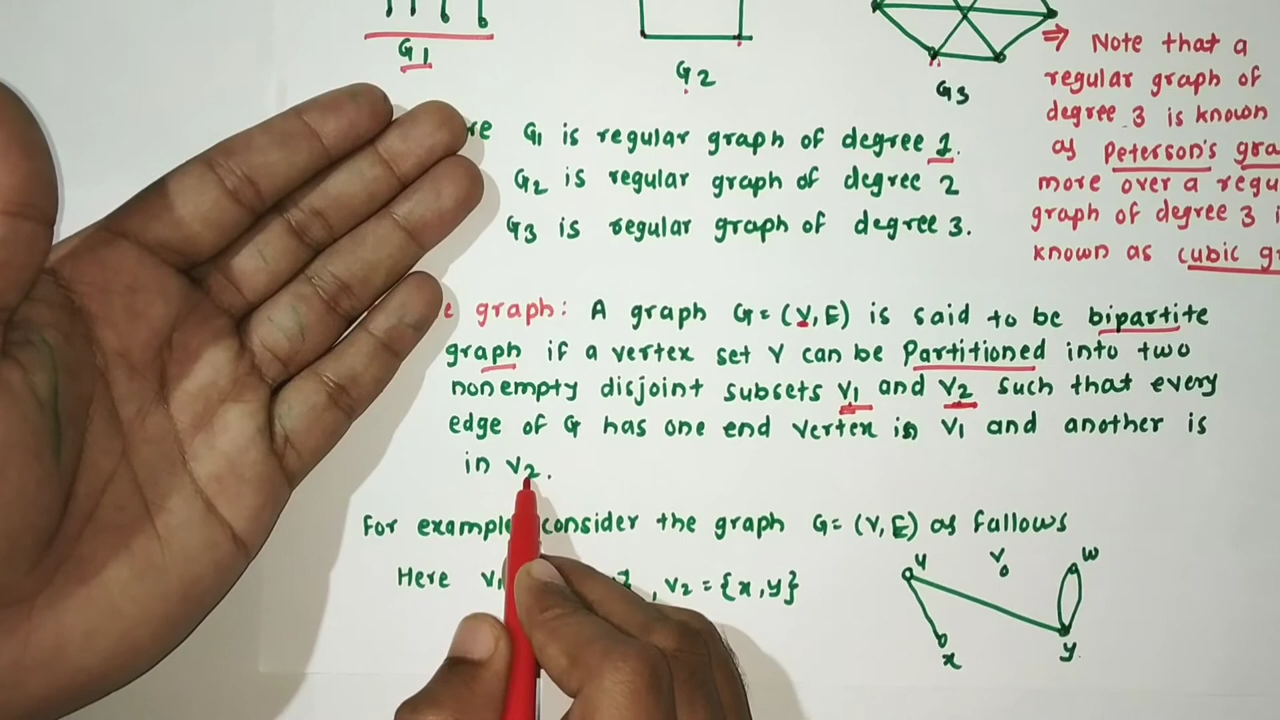 G1
G2
G3
⇒ Note that a
regular graph of
degree 3 is known
as Peterson's
more over a
graph of degree 3
known as cubic
G1 is regular graph of degree 1.
G2 is regular graph of degree 2
G3 is regular graph of degree 3.
graph: A graph G=(V,E) is said to be bipartite
graph if a vertex set V can be Partitioned into two
nonempty disjoint subsets V1 and V2 such that every
edge of G has one end vertex in V1 and another is
in V2.
For example consider the graph G=(V,E) as follows
Here V1 , V2={x,y}
u
v
w
x
y